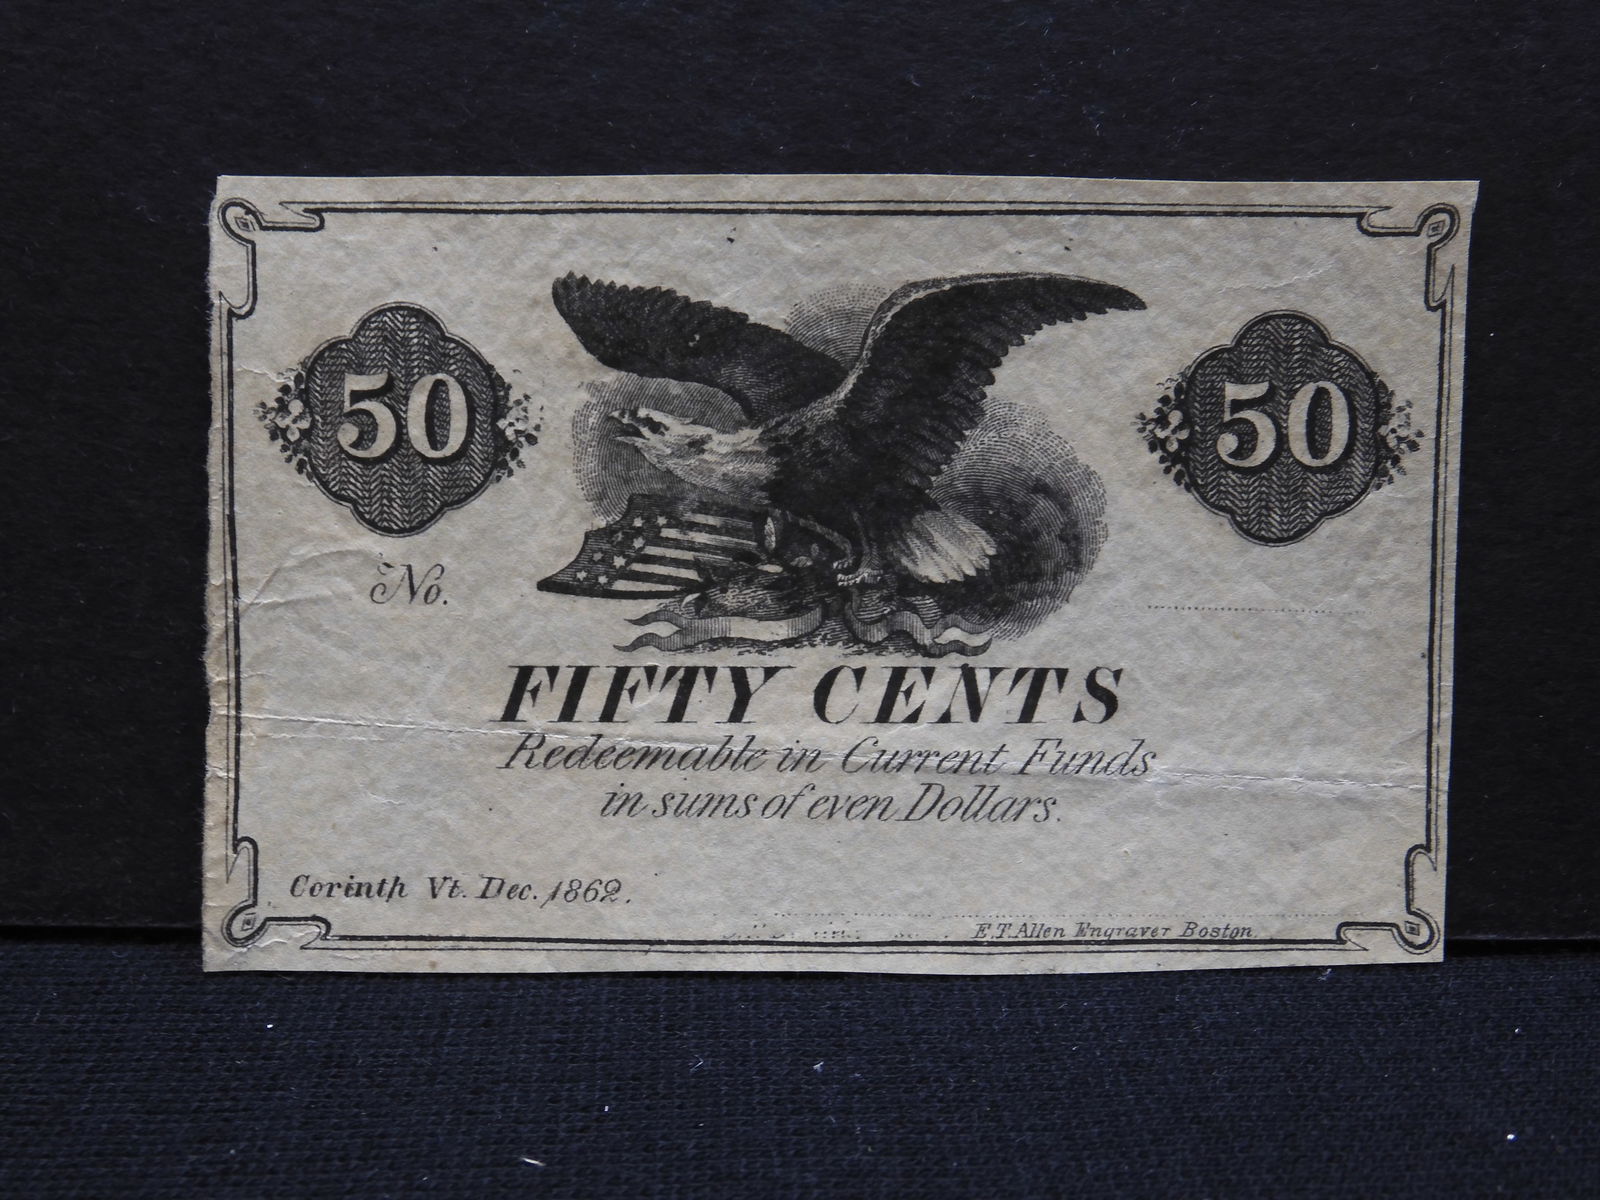 50 50
No.
FIFTY CENTS
Redeemable in Current Funds
in sums of even Dollars.
Corinth Vt. Dec. 1862.
E.T. Allen Engraver Boston.